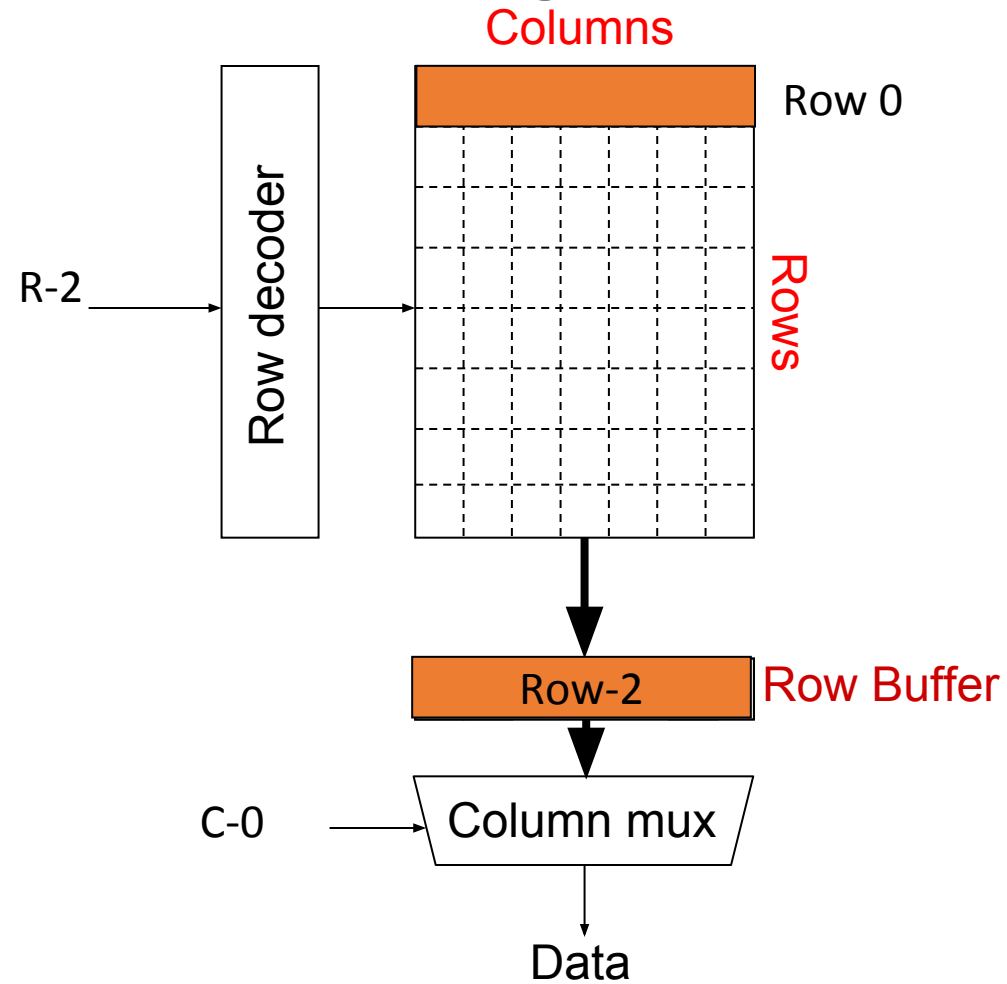 Columns
Row 0
Row decoder
R-2
Rows
Row-2
Row Buffer
C-0
Column mux
Data